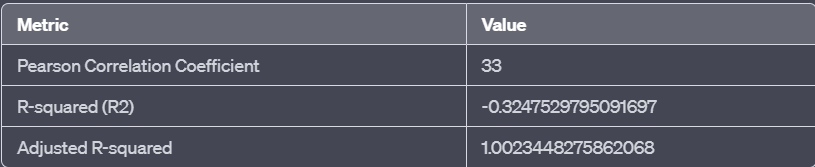 Metric Value
Pearson Correlation Coefficient 33
R-squared (R2) -0.3247529795091697
Adjusted R-squared 1.0023448275862068